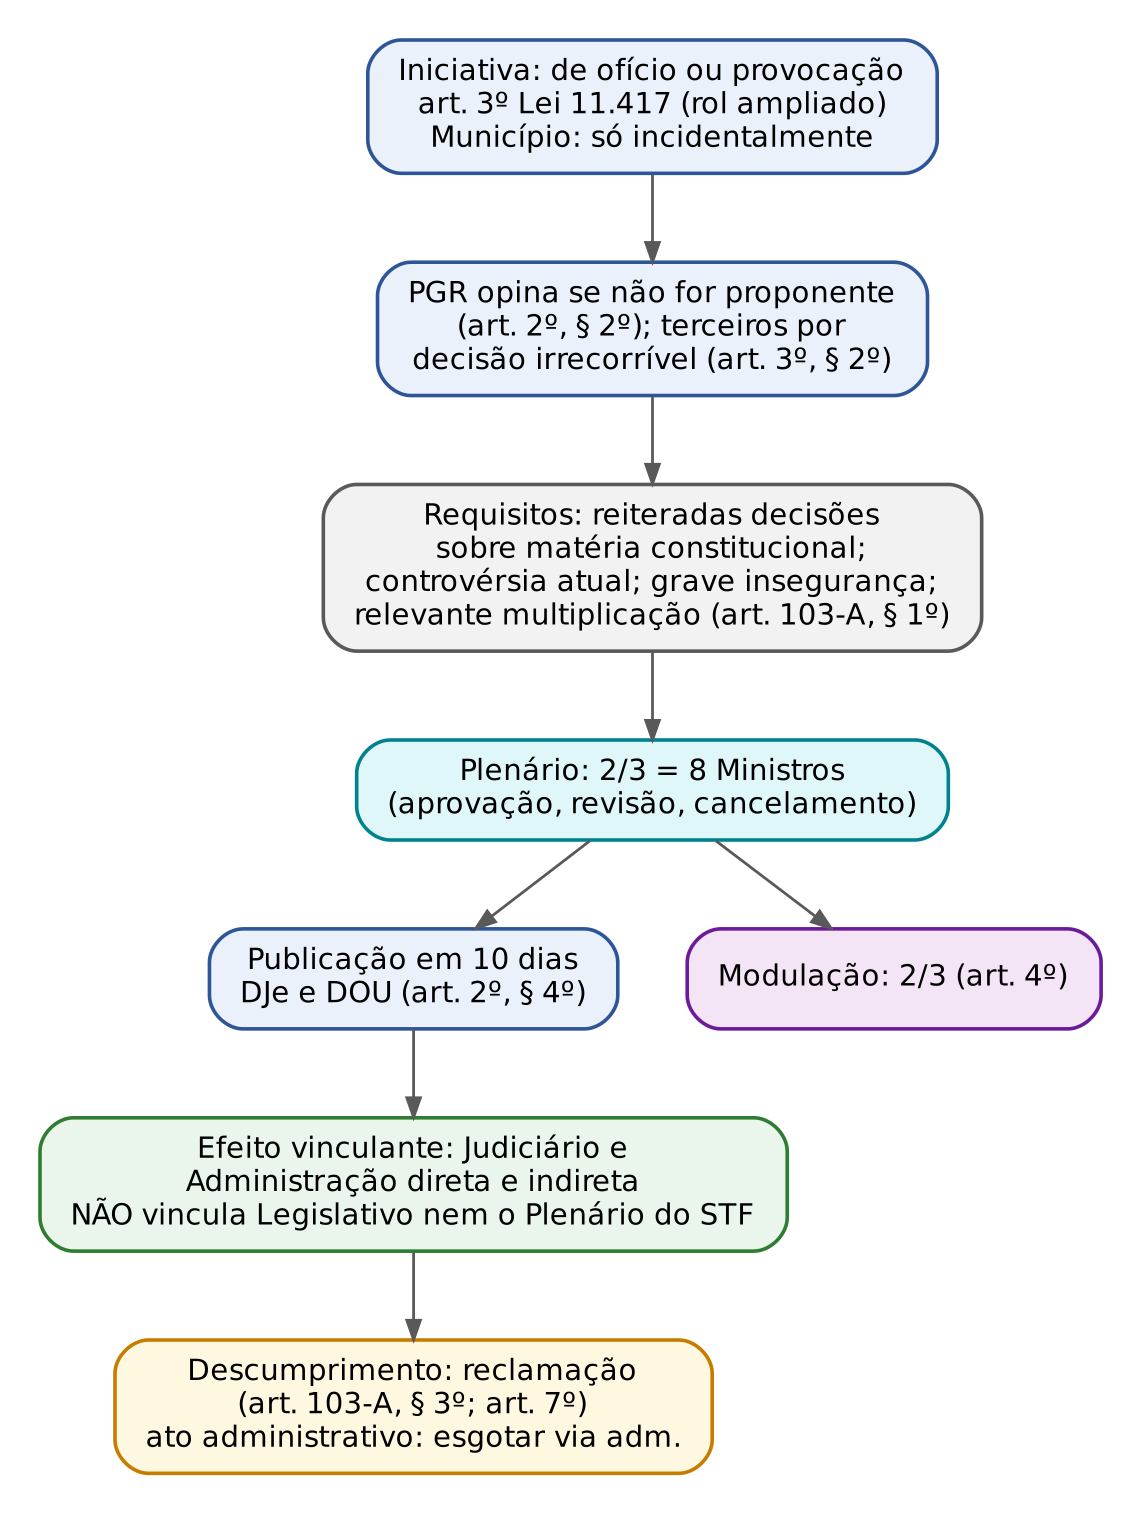 Iniciativa: de ofício ou provocação
art. 3º Lei 11.417 (rol ampliado)
Município: só incidentalmente
PGR opina se não for proponente
(art. 2º, § 2º); terceiros por
decisão irrecorrível (art. 3º, § 2º)
Requisitos: reiteradas decisões
sobre matéria constitucional;
controvérsia atual; grave insegurança;
relevante multiplicação (art. 103-A, § 1º)
Plenário: 2/3 = 8 Ministros
(aprovação, revisão, cancelamento)
Publicação em 10 dias
DJe e DOU (art. 2º, § 4º)
Modulação: 2/3 (art. 4º)
Efeito vinculante: Judiciário e
Administração direta e indireta
NÃO vincula Legislativo nem o Plenário do STF
Descumprimento: reclamação
(art. 103-A, § 3º; art. 7º)
ato administrativo: esgotar via adm.